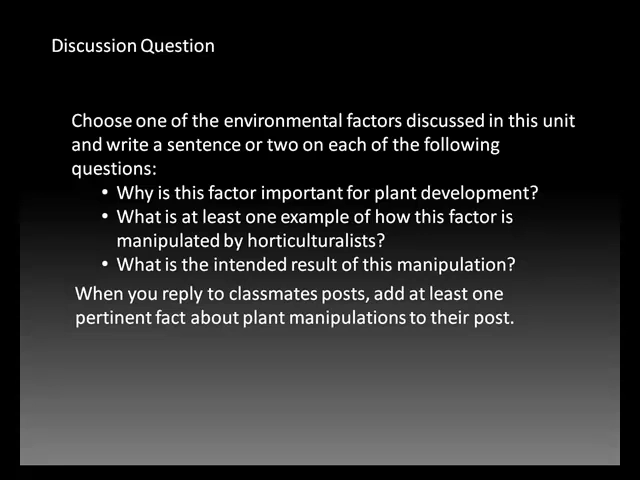 Discussion Question
Choose one of the environmental factors discussed in this unit
and write a sentence or two on each of the following
questions:
• Why is this factor important for plant development?
• What is at least one example of how this factor is
manipulated by horticulturalists?
• What is the intended result of this manipulation?
When you reply to classmates posts, add at least one
pertinent fact about plant manipulations to their post.